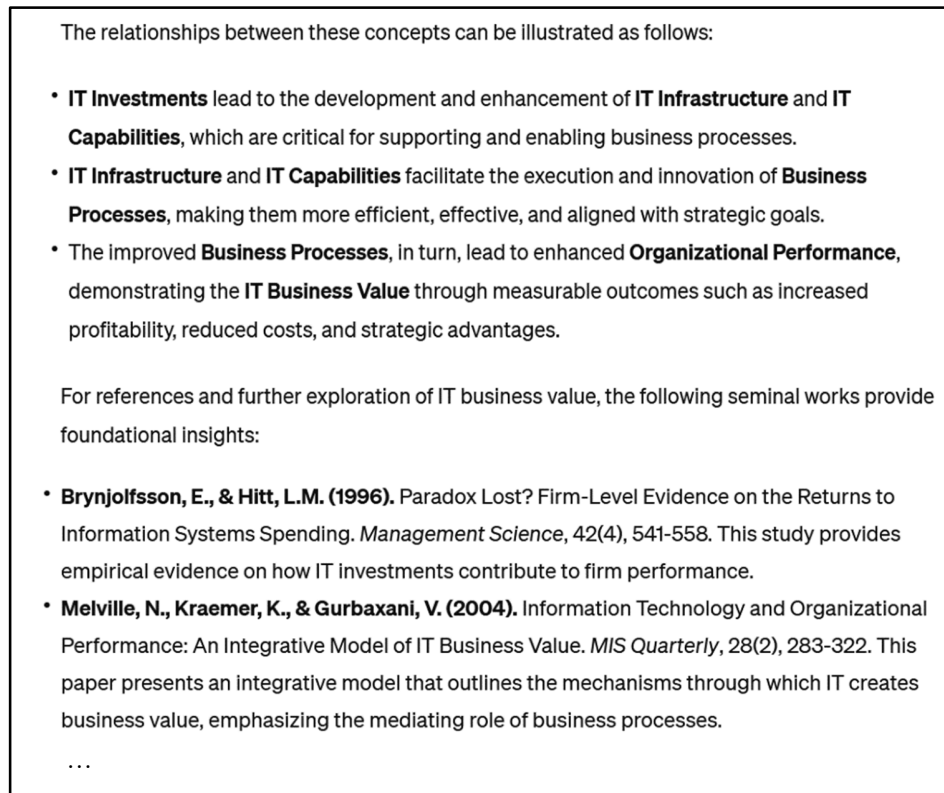 The relationships between these concepts can be illustrated as follows:
• IT Investments lead to the development and enhancement of IT Infrastructure and IT
Capabilities, which are critical for supporting and enabling business processes.
• IT Infrastructure and IT Capabilities facilitate the execution and innovation of Business
Processes, making them more efficient, effective, and aligned with strategic goals.
• The improved Business Processes, in turn, lead to enhanced Organizational Performance,
demonstrating the IT Business Value through measurable outcomes such as increased
profitability, reduced costs, and strategic advantages.
For references and further exploration of IT business value, the following seminal works provide
foundational insights:
• Brynjolfsson, E., & Hitt, L.M. (1996). Paradox Lost? Firm-Level Evidence on the Returns to
Information Systems Spending. Management Science, 42(4), 541-558. This study provides
empirical evidence on how IT investments contribute to firm performance.
• Melville, N., Kraemer, K., & Gurbaxani, V. (2004). Information Technology and Organizational
Performance: An Integrative Model of IT Business Value. MIS Quarterly, 28(2), 283-322. This
paper presents an integrative model that outlines the mechanisms through which IT creates
business value, emphasizing the mediating role of business processes.
...